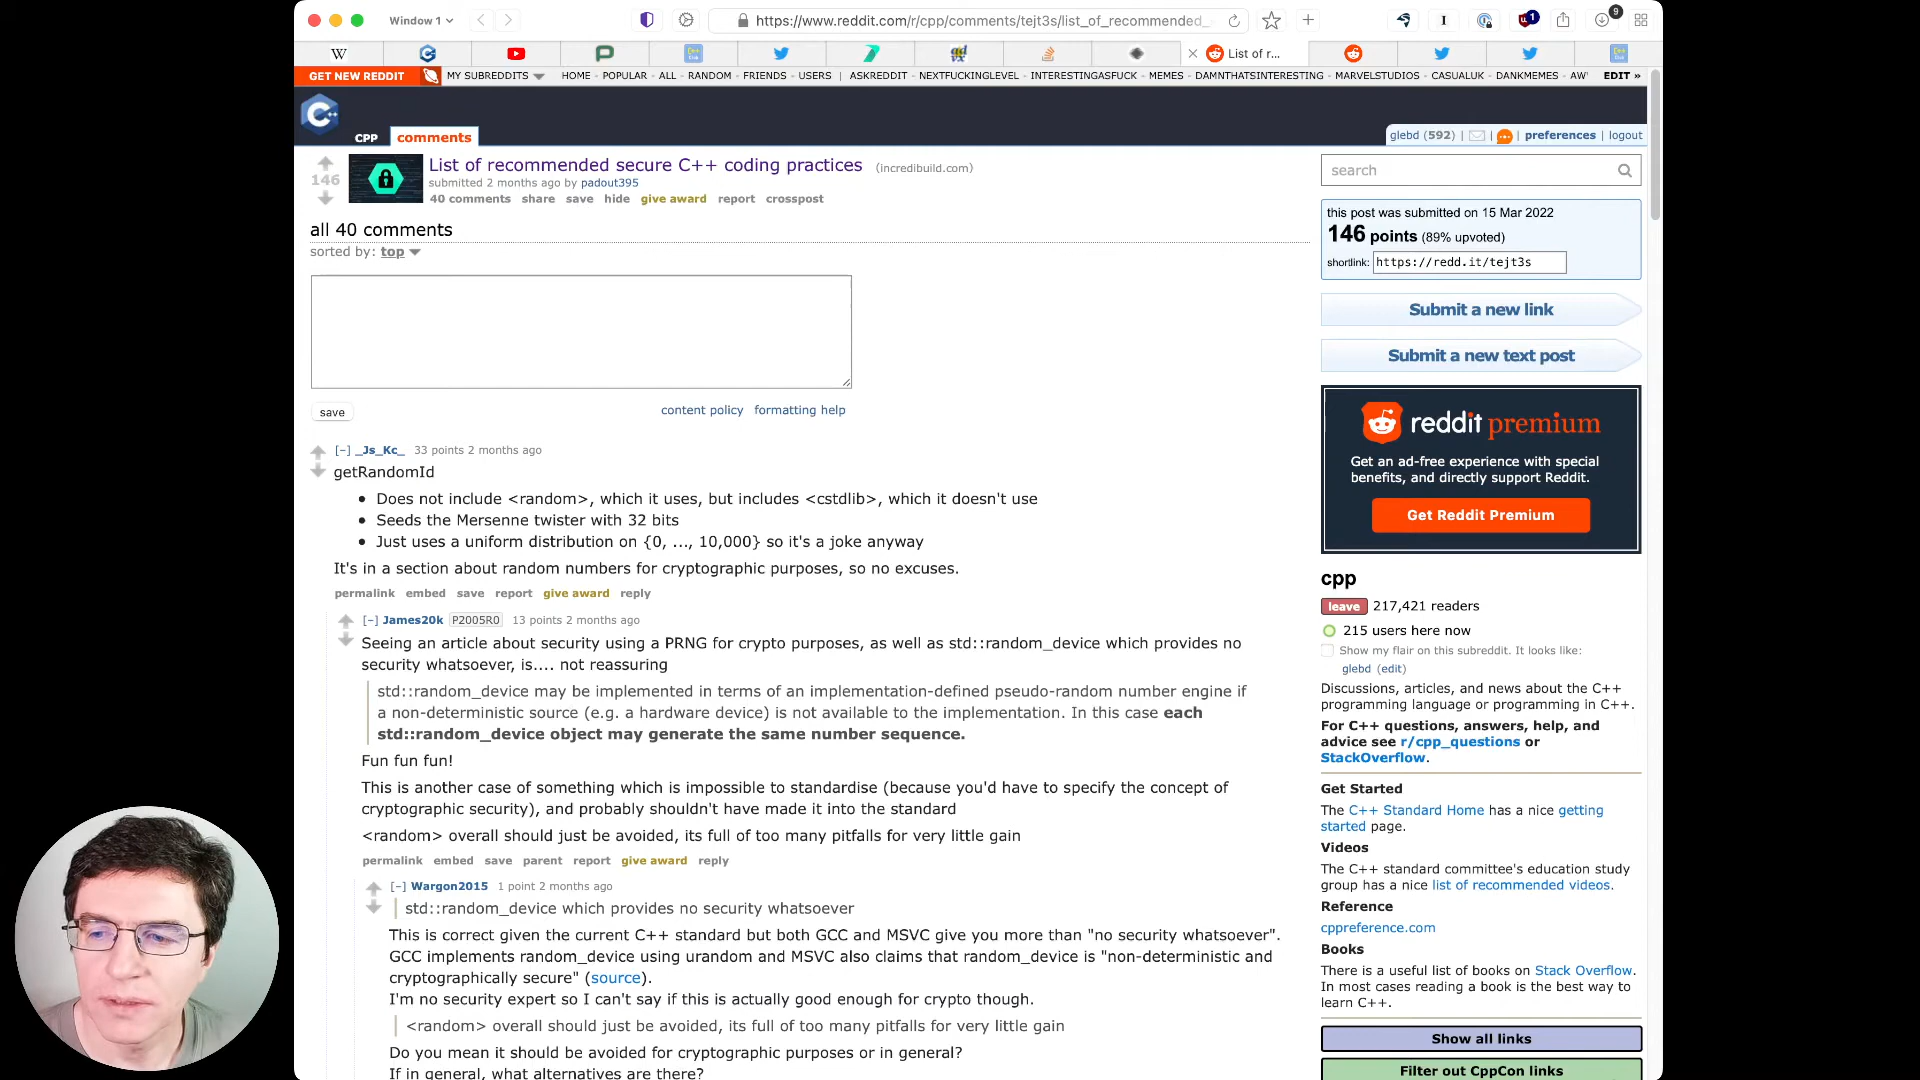 Window 1
https://www.reddit.com/r/cpp/comments/tejt3s/list_of_recommended_
9
1
W
List of r...
GET NEW REDDIT
MY SUBREDDITS
HOME - POPULAR - ALL - RANDOM - FRIENDS - USERS | ASKREDDIT - NEXTFUCKINGLEVEL - INTERESTINGASFUCK - MEMES - DAMNTHATSINTERESTING - MARVELSTUDIOS - CASUALUK - DANKMEMES - AW
EDIT »
CPP
comments
glebd (592) | | | preferences | logout
146
List of recommended secure C++ coding practices (incredibuild.com)
submitted 2 months ago by padout395
40 comments share save hide give award report crosspost
all 40 comments
sorted by: top
save
content policy formatting help
[–] _Js_Kc_ 33 points 2 months ago
getRandomId
• Does not include <random>, which it uses, but includes <cstdlib>, which it doesn't use
• Seeds the Mersenne twister with 32 bits
• Just uses a uniform distribution on {0, ..., 10,000} so it's a joke anyway
It's in a section about random numbers for cryptographic purposes, so no excuses.
permalink embed save report give award reply
[–] James20k P2005R0 13 points 2 months ago
Seeing an article about security using a PRNG for crypto purposes, as well as std::random_device which provides no
security whatsoever, is.... not reassuring
std::random_device may be implemented in terms of an implementation-defined pseudo-random number engine if
a non-deterministic source (e.g. a hardware device) is not available to the implementation. In this case each
std::random_device object may generate the same number sequence.
Fun fun fun!
This is another case of something which is impossible to standardise (because you'd have to specify the concept of
cryptographic security), and probably shouldn't have made it into the standard
<random> overall should just be avoided, its full of too many pitfalls for very little gain
permalink embed save parent report give award reply
[–] Wargon2015 1 point 2 months ago
std::random_device which provides no security whatsoever
This is correct given the current C++ standard but both GCC and MSVC give you more than "no security whatsoever".
GCC implements random_device using urandom and MSVC also claims that random_device is "non-deterministic and
cryptographically secure" (source).
I'm no security expert so I can't say if this is actually good enough for crypto though.
<random> overall should just be avoided, its full of too many pitfalls for very little gain
Do you mean it should be avoided for cryptographic purposes or in general?
If in general, what alternatives are there?
search
this post was submitted on 15 Mar 2022
146 points (89% upvoted)
shortlink: https://redd.it/tejt3s
Submit a new link
Submit a new text post
reddit premium
Get an ad-free experience with special
benefits, and directly support Reddit.
Get Reddit Premium
cpp
leave 217,421 readers
215 users here now
Show my flair on this subreddit. It looks like:
glebd (edit)
Discussions, articles, and news about the C++
programming language or programming in C++.
For C++ questions, answers, help, and
advice see r/cpp_questions or
StackOverflow.
Get Started
The C++ Standard Home has a nice getting
started page.
Videos
The C++ standard committee's education study
group has a nice list of recommended videos.
Reference
cppreference.com
Books
There is a useful list of books on Stack Overflow.
In most cases reading a book is the best way to
learn C++.
Show all links
Filter out CppCon links